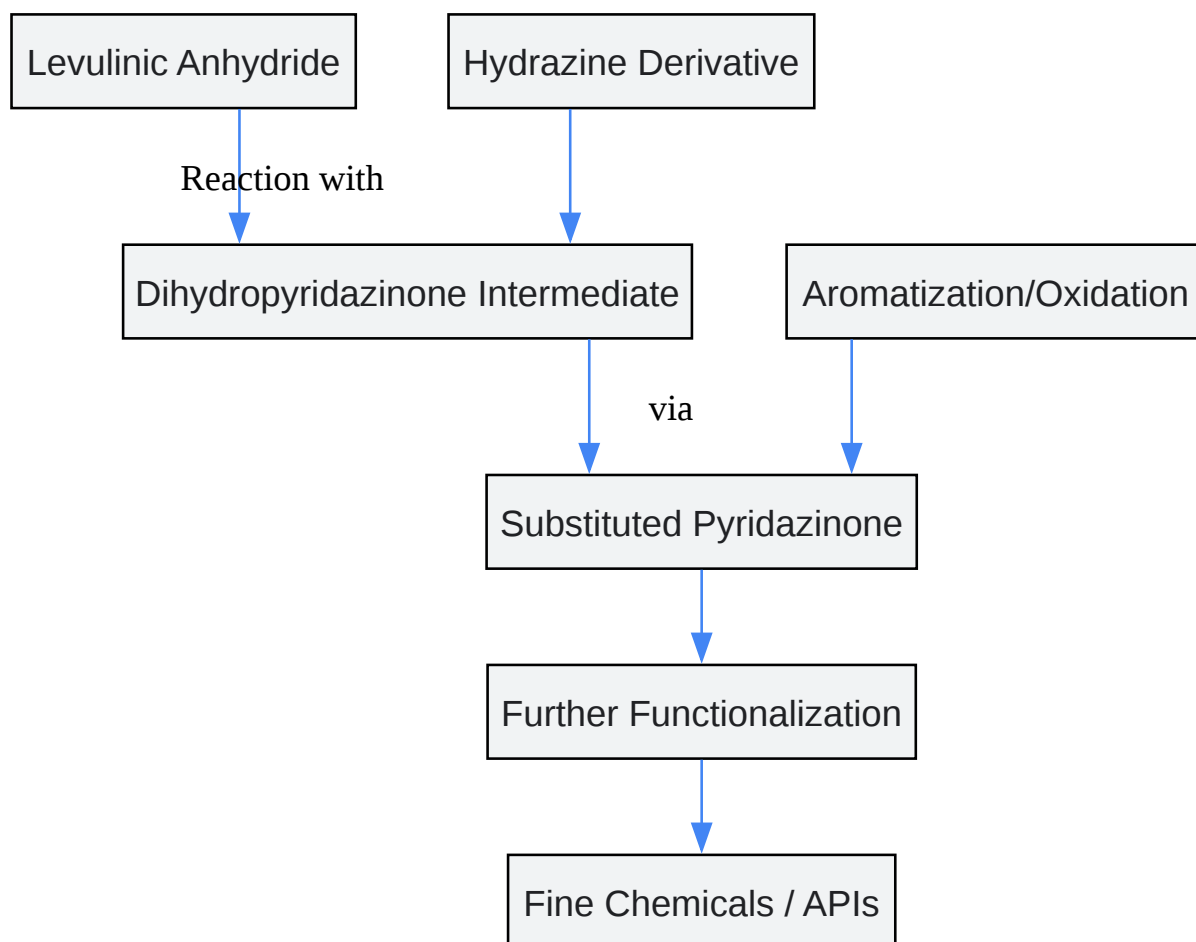 Levulinic Anhydride
Hydrazine Derivative
Reaction with
Dihydropyridazinone Intermediate
Aromatization/Oxidation
via
Substituted Pyridazinone
Further Functionalization
Fine Chemicals / APIs